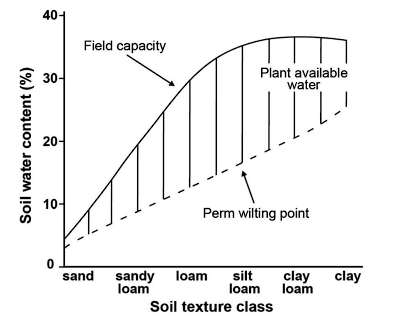 40
Field capacity
30
Plant available
water
20
10
Perm wilting point
0
sand
sandy
loam
loam
silt
loam
clay
loam
clay
Soil water content (%)
Soil texture class